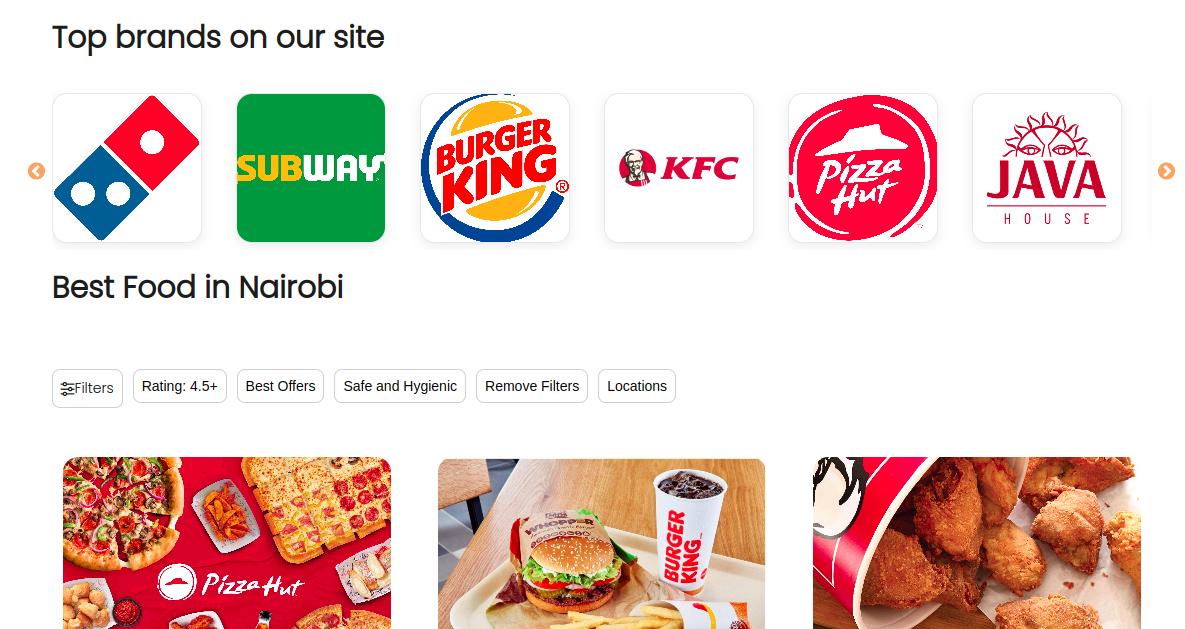 Top brands on our site
SUBWAY
BURGER
KING
®
KFC
Pizza
Hut
JAVA
HOUSE
Best Food in Nairobi
Filters
Rating: 4.5+
Best Offers
Safe and Hygienic
Remove Filters
Locations
Pizza Hut
WHOPPER
BURGER
KING